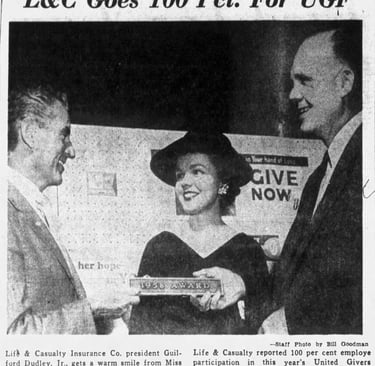 L&C Goes 100 Pct. For UGF
on Your hand of
GIVE
NOW
her hope
1958 AWARD
—Staff Photo by Bill Goodman
Life & Casualty Insurance Co. president Guil-
ford Dudley, Jr., gets a warm smile from Miss
Life & Casualty reported 100 per cent employe
participation in this year's United Givers